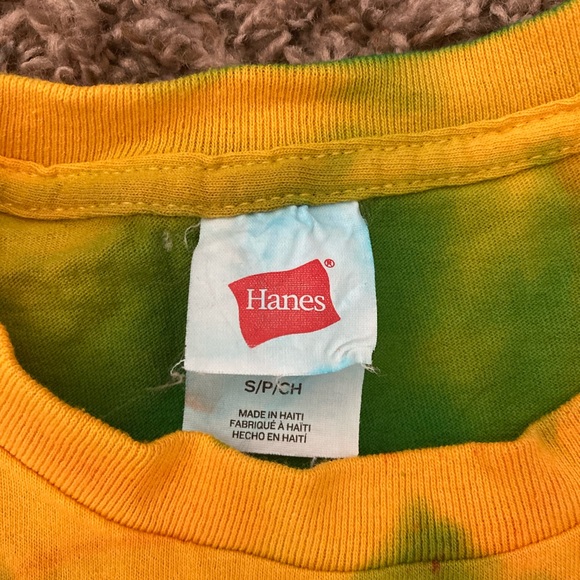 Hanes®
S/P/CH
MADE IN HAITI
FABRIQUÉ À HAÏTI
HECHO EN HAITÍ